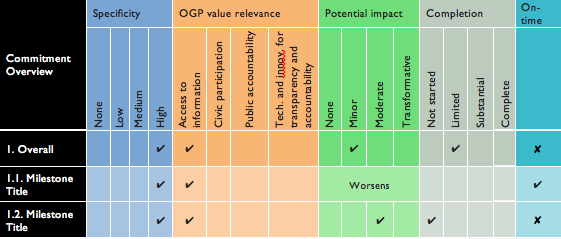 Commitment Overview
Specificity
OGP value relevance
Potential impact
Completion
On-
time
None
Low
Medium
High
Access to
information
Civic participation
Public accountability
Tech. and innov. for
transparency and
accountability
None
Minor
Moderate
Transformative
Not started
Limited
Substantial
Complete
1. Overall ✔ ✔ ✔ ✔ ✘
1.1. Milestone
Title ✔ ✔ Worsens ✔
1.2. Milestone
Title ✔ ✔ ✔ ✔ ✘